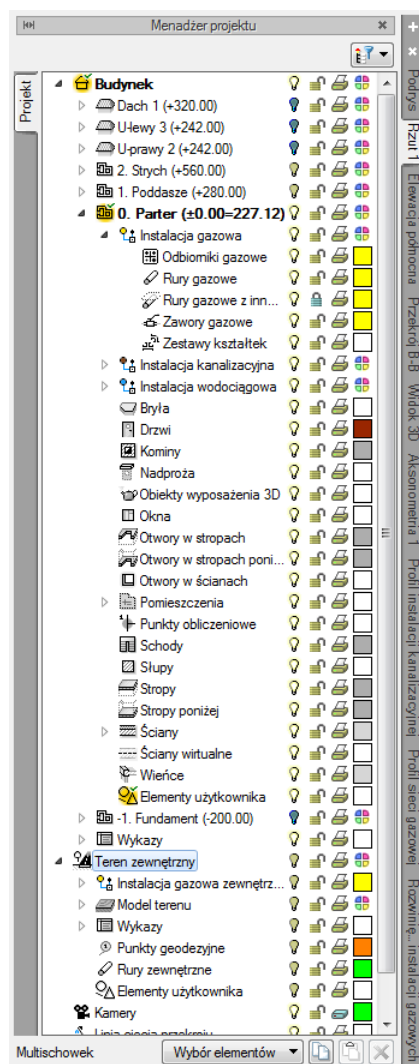 Menadżer projektu
Projekt
Budynek
Dach 1 (+320.00)
U-lewy 3 (+242.00)
U-prawy 2 (+242.00)
2. Strych (+560.00)
1. Poddasze (+280.00)
0. Parter (±0.00=227.12)
Instalacja gazowa
Odbiorniki gazowe
Rury gazowe
Rury gazowe z inn...
Zawory gazowe
Zestawy kształtek
Instalacja kanalizacyjna
Instalacja wodociągowa
Bryła
Drzwi
Kominy
Nadproża
Obiekty wyposażenia 3D
Okna
Otwory w stropach
Otwory w stropach poni...
Otwory w ścianach
Pomieszczenia
Punkty obliczeniowe
Schody
Słupy
Stropy
Stropy poniżej
Ściany
Ściany wirtualne
Wieńce
Elementy użytkownika
-1. Fundament (-200.00)
Wykazy
Teren zewnętrzny
Instalacja gazowa zewnętrz...
Model terenu
Wykazy
Punkty geodezyjne
Rury zewnętrzne
Elementy użytkownika
Kamery
Linia cięcia przekroju
Multischowek
Wybór elementów
Podrys
Rzut 1
Elewacja północna
Przekrój B-B
Widok 3D
Aksonometria 1
Profil instalacji kanalizacyjnej
Profil sieci gazowej
Rozwinię... instalacji gazowych